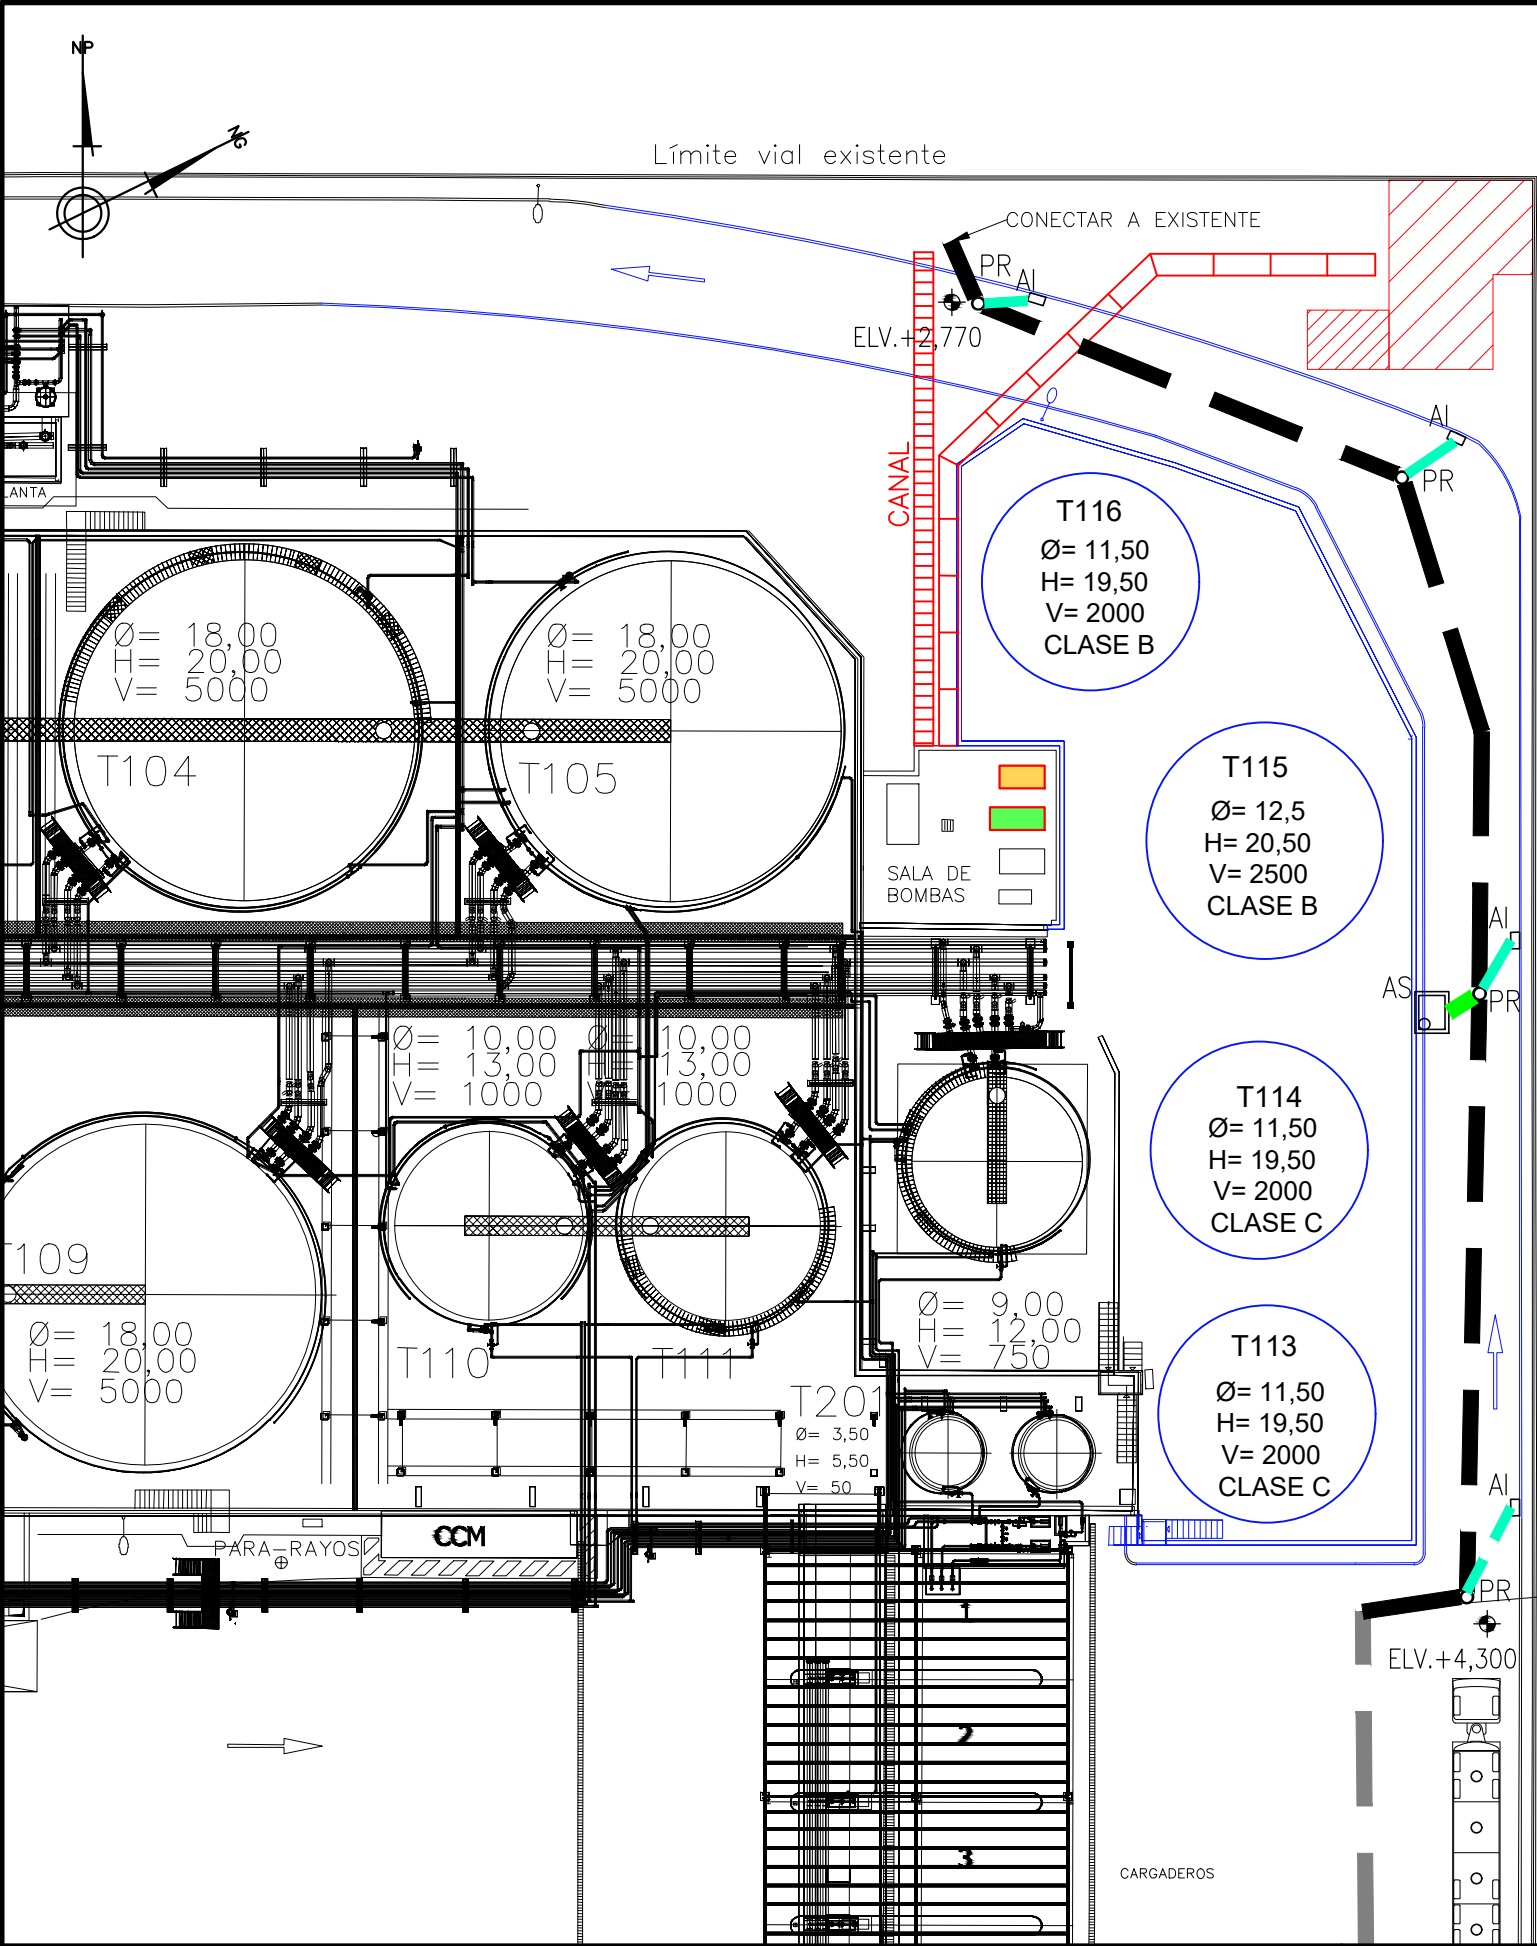 NP
NG
Límite vial existente
CONECTAR A EXISTENTE
PR
AI
ELV.+2,770
AI
PR
CANAL
LANTA
T116
Ø= 11,50
H= 19,50
V= 2000
CLASE B
Ø= 18,00
H= 20,00
V= 5000
T104
Ø= 18,00
H= 20,00
V= 5000
T105
T115
Ø= 12,5
H= 20,50
V= 2500
CLASE B
SALA DE
BOMBAS
AI
AS
PR
Ø= 10,00
H= 13,00
V= 1000
Ø= 10,00
H= 13,00
V= 1000
T114
Ø= 11,50
H= 19,50
V= 2000
CLASE C
T109
Ø= 18,00
H= 20,00
V= 5000
T110
T111
Ø= 9,00
H= 12,00
V= 750
T113
Ø= 11,50
H= 19,50
V= 2000
CLASE C
T201
Ø= 3,50
H= 5,50
V= 50
AI
CCM
PARA-RAYOS
PR
ELV.+4,300
1
2
3
CARGADEROS